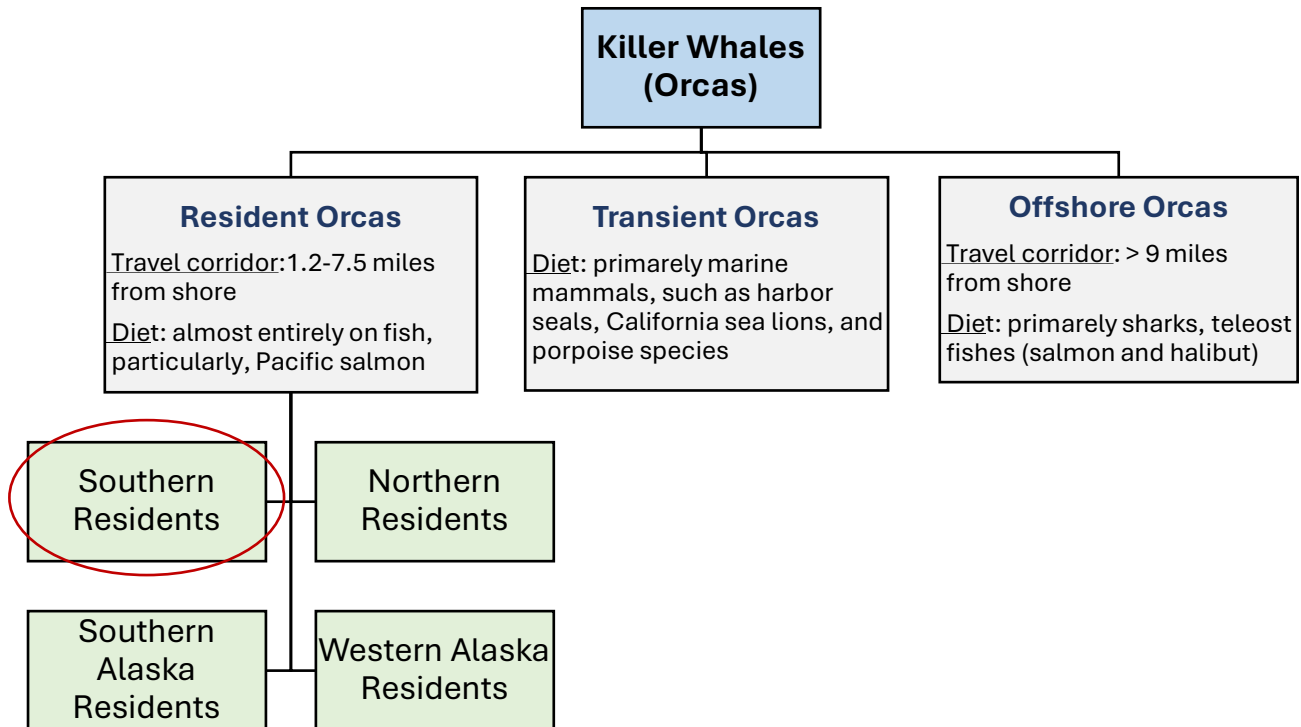 Killer Whales
(Orcas)
Resident Orcas
Travel corridor:1.2-7.5 miles
from shore
Diet: almost entirely on fish,
particularly, Pacific salmon
Transient Orcas
Diet: primarely marine
mammals, such as harbor
seals, California sea lions, and
porpoise species
Offshore Orcas
Travel corridor: > 9 miles
from shore
Diet: primarely sharks, teleost
fishes (salmon and halibut)
Southern
Residents
Northern
Residents
Southern
Alaska
Residents
Western Alaska
Residents